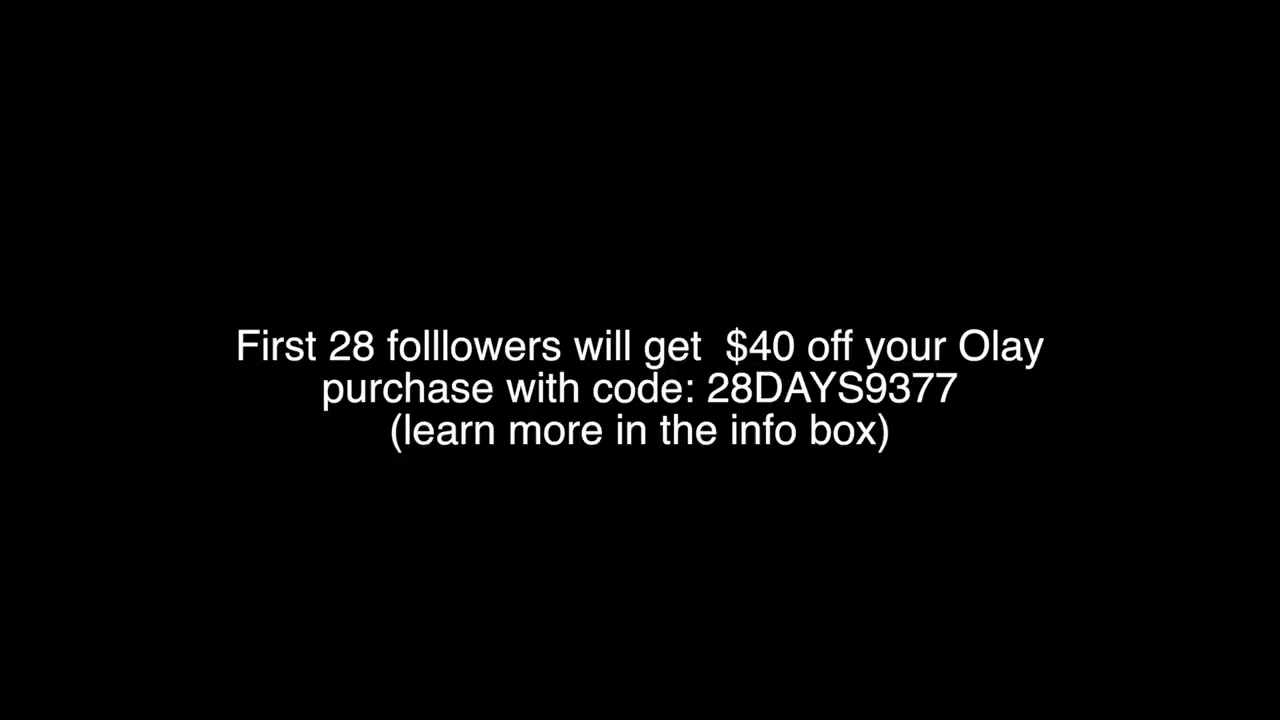 First 28 folllowers will get  $40 off your Olay
purchase with code: 28DAYS9377
(learn more in the info box)